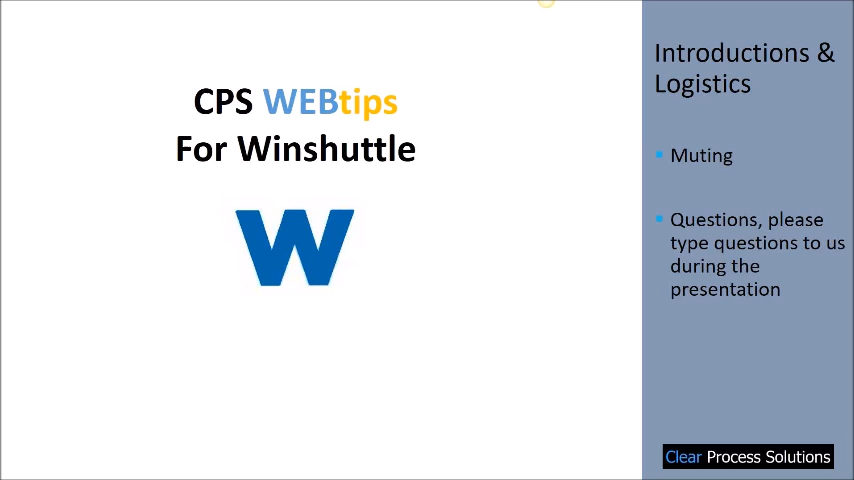 CPS WEBtips
For Winshuttle
W
Introductions &
Logistics
Muting
Questions, please
type questions to us
during the
presentation
Clear Process Solutions